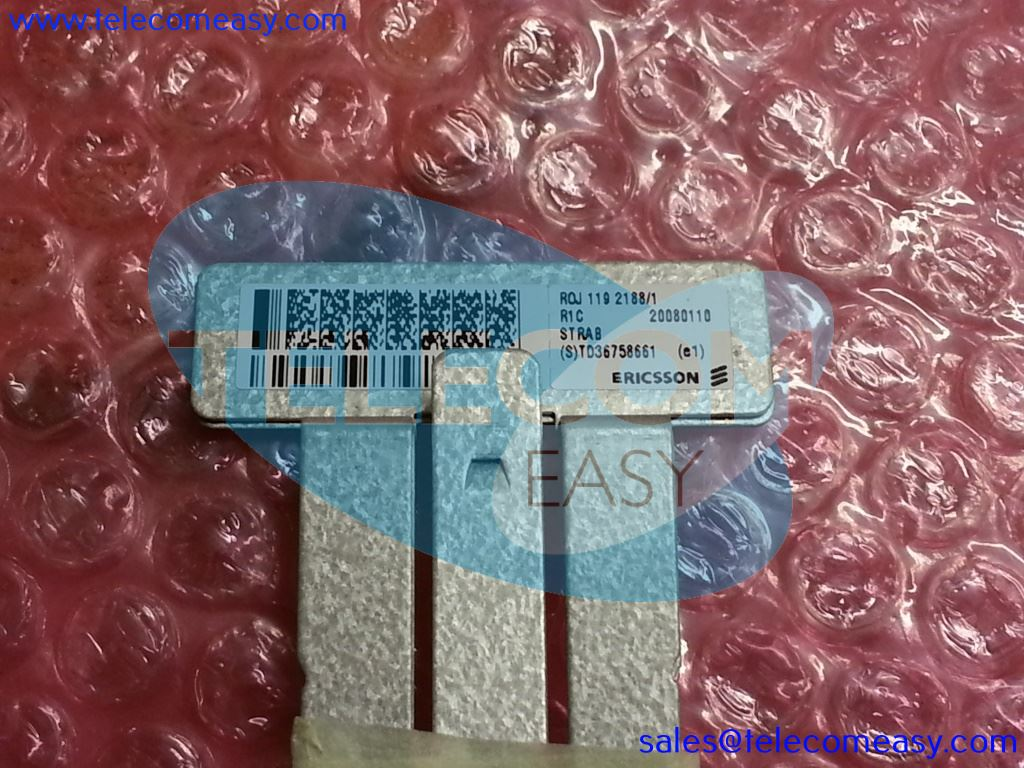 www.telecomeasy.com
ROJ 119 2188/1
R1C 20080110
STRAB
(S)TD36758661 (e1)
ERICSSON
TELECOM
EASY
sales@telecomeasy.com